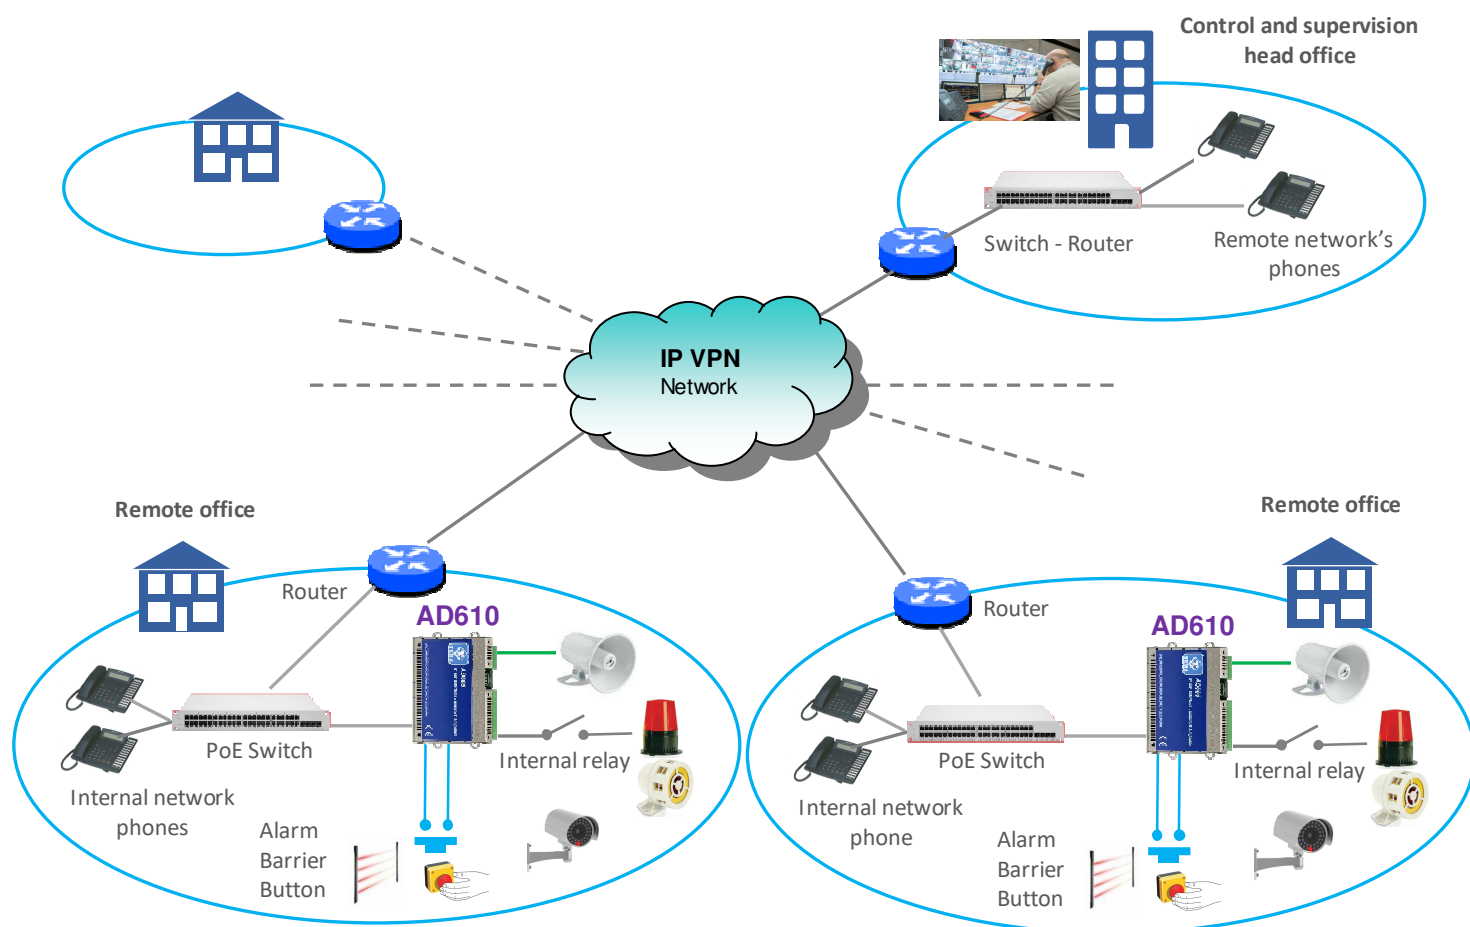 Control and supervision
head office
Switch - Router
Remote network's
phones
IP VPN
Network
Remote office
Router
AD610
PoE Switch
Internal relay
Internal network
phones
Alarm
Barrier
Button
Remote office
Router
AD610
PoE Switch
Internal relay
Internal network
phone
Alarm
Barrier
Button